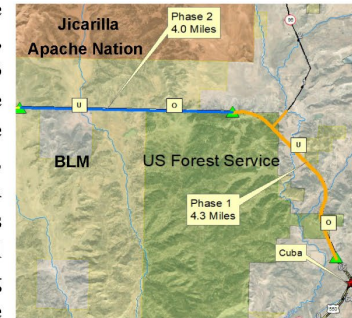 Jicarilla
Apache Nation
Phase 2
4.0 Miles
U
O
BLM
US Forest Service
U
Phase 1
4.3 Miles
O
Cuba
550